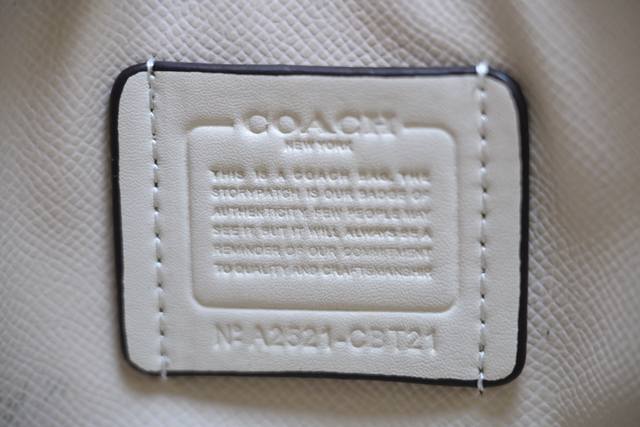 COACH
NEW YORK
THIS IS A COACH BAG. THE
STORYPATCH IS OUR BADGE OF
AUTHENTICITY. FEW PEOPLE MAY
SEE IT BUT IT WILL ALWAYS BE A
REMINDER OF OUR COMMITMENT
TO QUALITY AND CRAFTSMANSHIP.
Nº A2521-CBT21